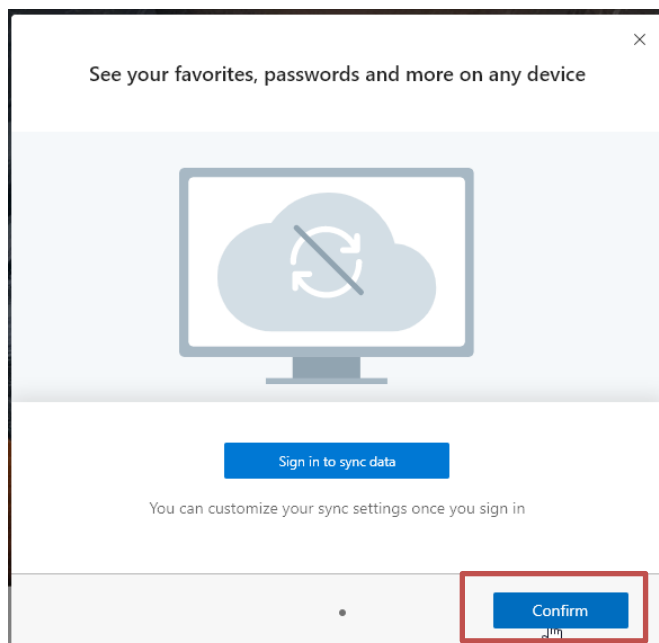 See your favorites, passwords and more on any device
Sign in to sync data
You can customize your sync settings once you sign in
Confirm